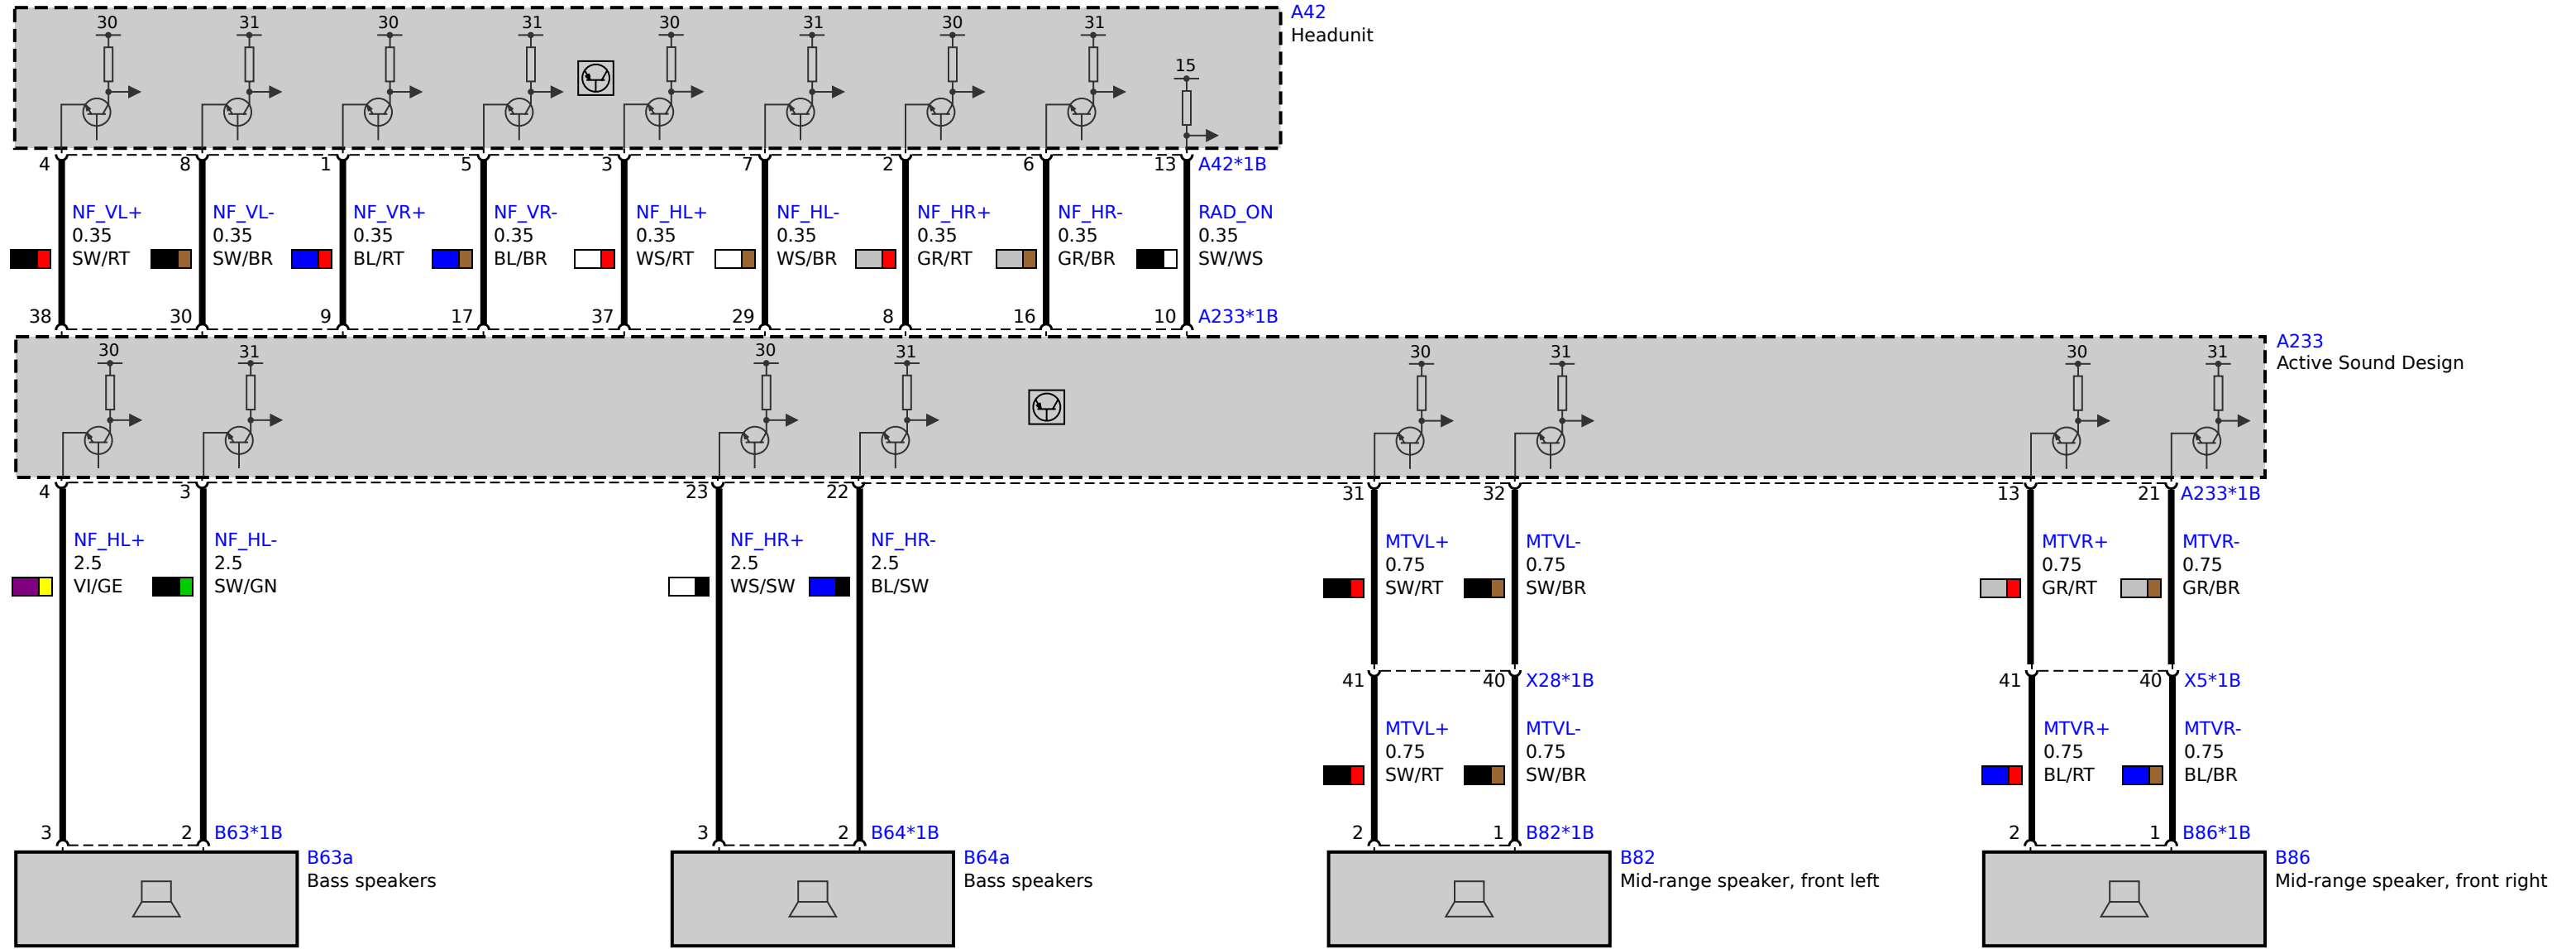 30 31 30 31 30 31 30 31
15
A42
Headunit
4 8 1 5 3 7 2 6 13 A42*1B
NF_VL+ NF_VL- NF_VR+ NF_VR- NF_HL+ NF_HL- NF_HR+ NF_HR- RAD_ON
0.35 0.35 0.35 0.35 0.35 0.35 0.35 0.35 0.35
SW/RT SW/BR BL/RT BL/BR WS/RT WS/BR GR/RT GR/BR SW/WS
38 30 9 17 37 29 8 16 10 A233*1B
A233
Active Sound Design
30 31 30 31 30 31 30 31
4 3 23 22 31 32 13 21 A233*1B
NF_HL+ NF_HL- NF_HR+ NF_HR- MTVL+ MTVL- MTVR+ MTVR-
2.5 2.5 2.5 2.5 0.75 0.75 0.75 0.75
VI/GE SW/GN WS/SW BL/SW SW/RT SW/BR GR/RT GR/BR
41 40 X28*1B 41 40 X5*1B
MTVL+ MTVL- MTVR+ MTVR-
0.75 0.75 0.75 0.75
SW/RT SW/BR BL/RT BL/BR
3 2 B63*1B 3 2 B64*1B 2 1 B82*1B 2 1 B86*1B
B63a B64a B82 B86
Bass speakers Bass speakers Mid-range speaker, front left Mid-range speaker, front right